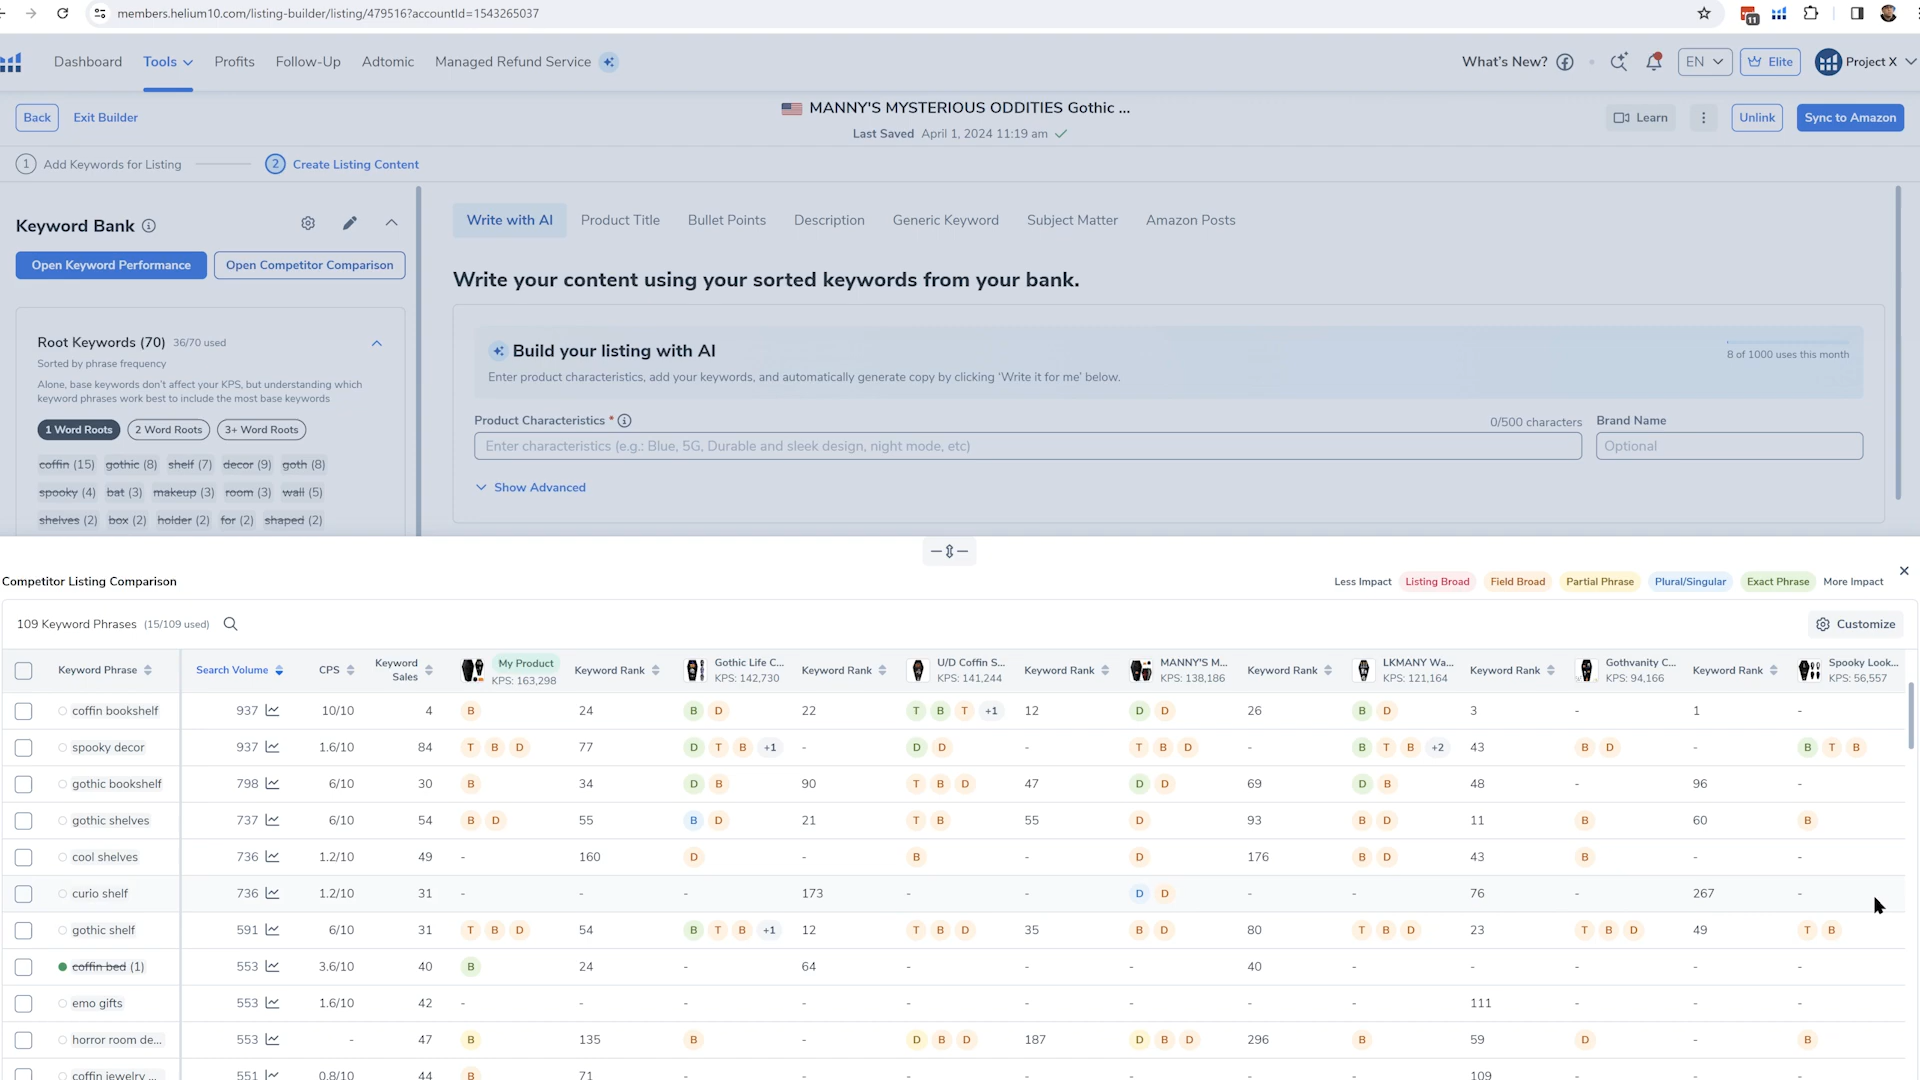 members.helium10.com/listing-builder/listing/479516?accountId=1543265037
11
Dashboard Tools Profits Follow-Up Adtomic Managed Refund Service What's New? EN Elite Project X
Back Exit Builder MANNY'S MYSTERIOUS ODDITIES Gothic ... Learn Unlink Sync to Amazon
Last Saved April 1, 2024 11:19 am
1 Add Keywords for Listing 2 Create Listing Content
Keyword Bank
Open Keyword Performance Open Competitor Comparison
Root Keywords (70) 36/70 used
Sorted by phrase frequency
Alone, base keywords don't affect your KPS, but understanding which
keyword phrases work best to include the most base keywords
1 Word Roots 2 Word Roots 3+ Word Roots
coffin (15) gothic (8) shelf (7) decor (9) goth (8)
spooky (4) bat (3) makeup (3) room (3) wall (5)
shelves (2) box (2) holder (2) for (2) shaped (2)
Write with AI Product Title Bullet Points Description Generic Keyword Subject Matter Amazon Posts
Write your content using your sorted keywords from your bank.
Build your listing with AI
8 of 1000 uses this month
Enter product characteristics, add your keywords, and automatically generate copy by clicking 'Write it for me' below.
Product Characteristics * 0/500 characters Brand Name
Enter characteristics (e.g.: Blue, 5G, Durable and sleek design, night mode, etc) Optional
Show Advanced
Competitor Listing Comparison Less Impact Listing Broad Field Broad Partial Phrase Plural/Singular Exact Phrase More Impact
109 Keyword Phrases (15/109 used) Customize
Keyword Phrase Search Volume CPS Keyword Sales My Product KPS: 163,298 Keyword Rank Gothic Life C... KPS: 142,730 Keyword Rank U/D Coffin S... KPS: 141,244 Keyword Rank MANNY'S M... KPS: 138,186 Keyword Rank LKMANY Wa... KPS: 121,164 Keyword Rank Gothvanity C... KPS: 94,166 Keyword Rank Spooky Look... KPS: 56,557
coffin bookshelf 937 10/10 4 B 24 B D 22 T B T +1 12 D D 26 B D 3 - 1 -
spooky decor 937 1.6/10 84 T B D 77 D T B +1 - D D - T B D - B T B +2 43 B D - B T B
gothic bookshelf 798 6/10 30 B 34 D B 90 T B D 47 D D 69 D B 48 - 96 -
gothic shelves 737 6/10 54 B D 55 B D 21 T B 55 D 93 B D 11 B 60 B
cool shelves 736 1.2/10 49 - 160 D - B - D 176 B D 43 B - -
curio shelf 736 1.2/10 31 - - - 173 - - D D - - 76 - 267 -
gothic shelf 591 6/10 31 T B D 54 B T B +1 12 T B D 35 B D 80 T B D 23 T B D 49 T B
coffin bed (1) 553 3.6/10 40 B 24 - 64 - - - 40 - - - - -
emo gifts 553 1.6/10 42 - - - - - - - - - 111 - - -
horror room de... 553 - 47 B 135 B - D B D 187 D B D 296 B 59 D - B
coffin jewelry ... 551 0.8/10 44 B 71 - - - - - - - 109 - - -